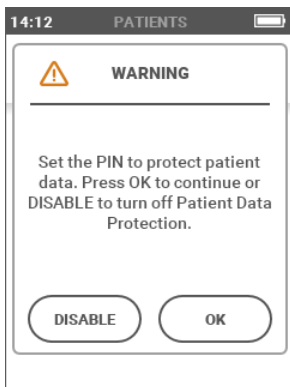 14:12 PATIENTS
WARNING
Set the PIN to protect patient
data. Press OK to continue or
DISABLE to turn off Patient Data
Protection.
DISABLE OK